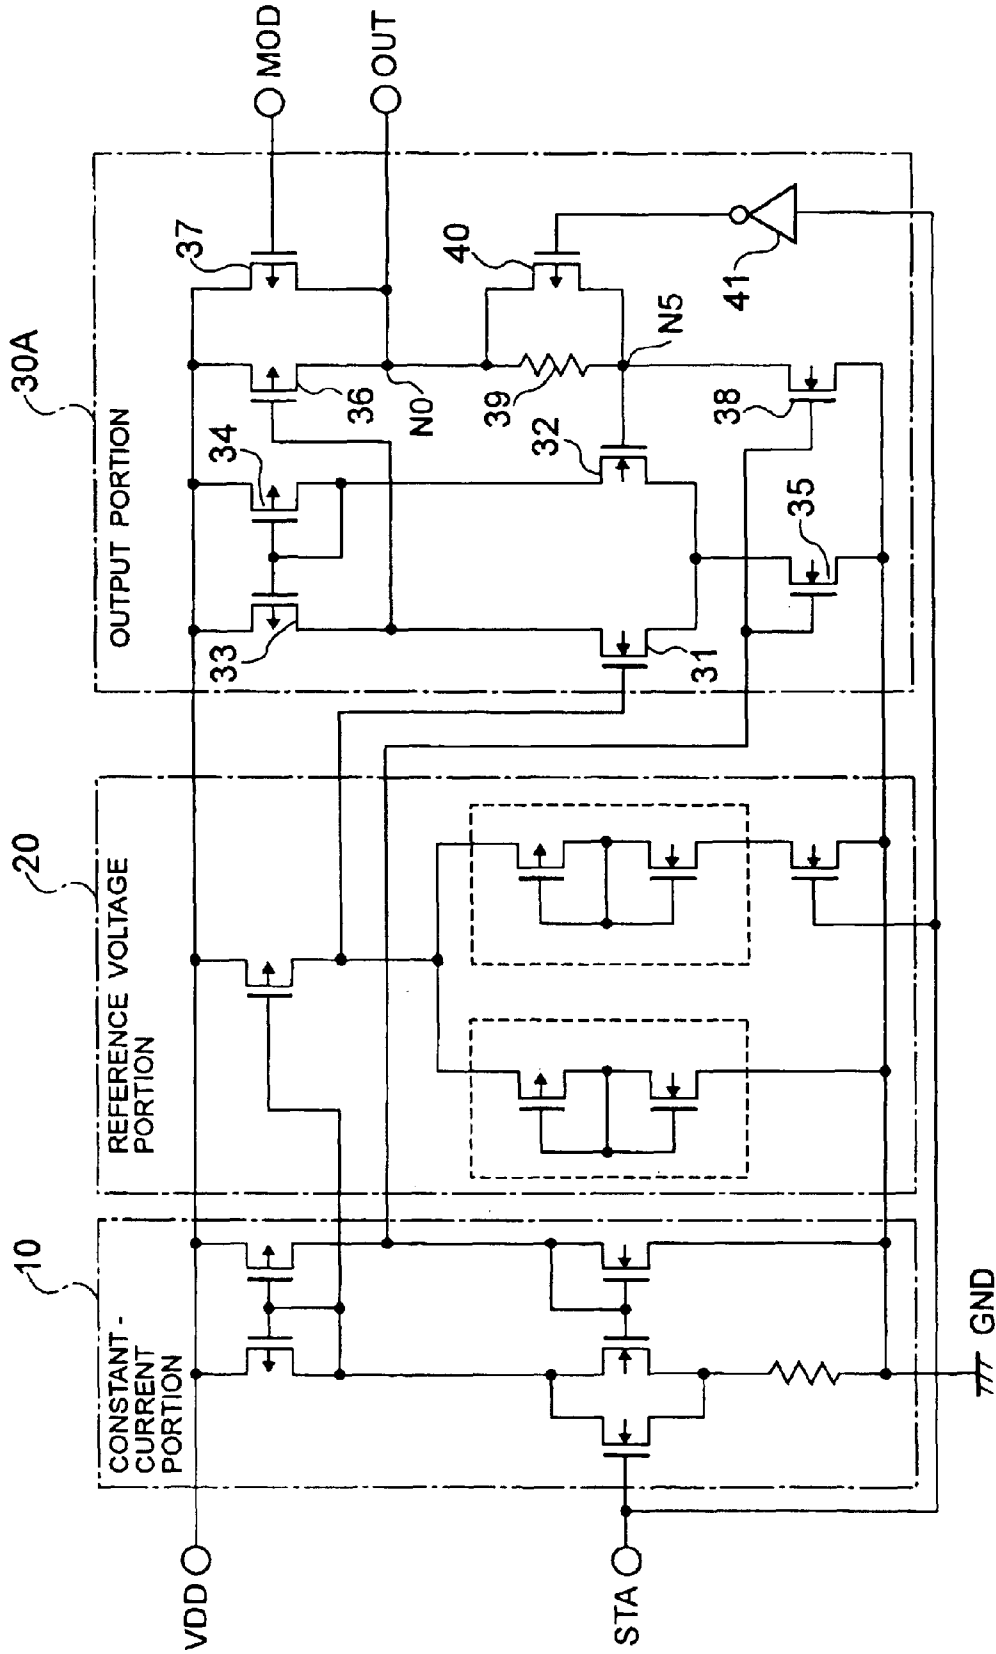 10
CONSTANT-
CURRENT
PORTION
20
REFERENCE VOLTAGE
PORTION
30A
OUTPUT PORTION
VDD
STA
GND
MOD
OUT
33
34
36
37
N0
39
40
N5
32
31
35
38
41